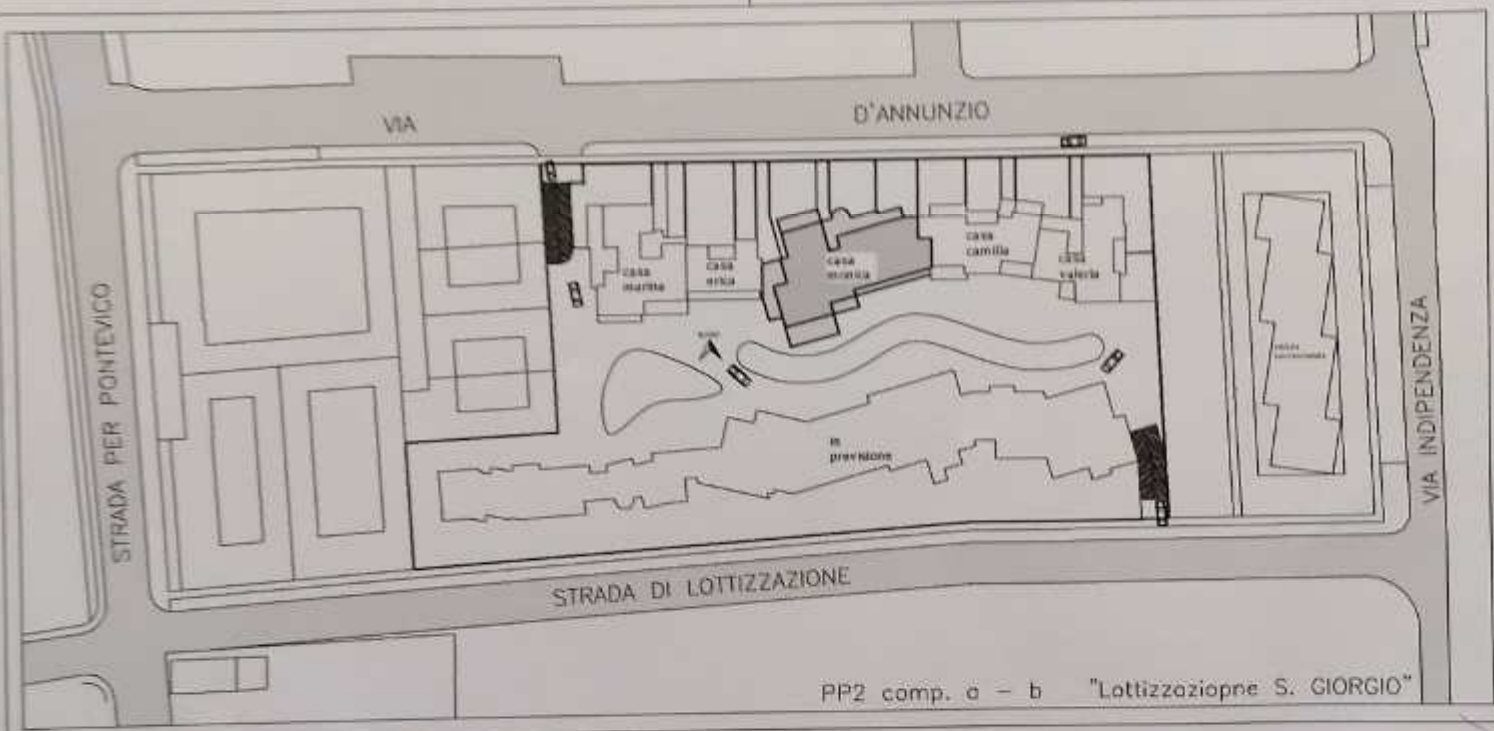 VIA
D'ANNUNZIO
STRADA PER PONTEVICO
VIA INDIPENDENZA
casa
marina
casa
erica
casa
monica
casa
camilla
casa
valeria
in
previsione
STRADA DI LOTTIZZAZIONE
PP2 comp. a - b "Lottizzaziopne S. GIORGIO"